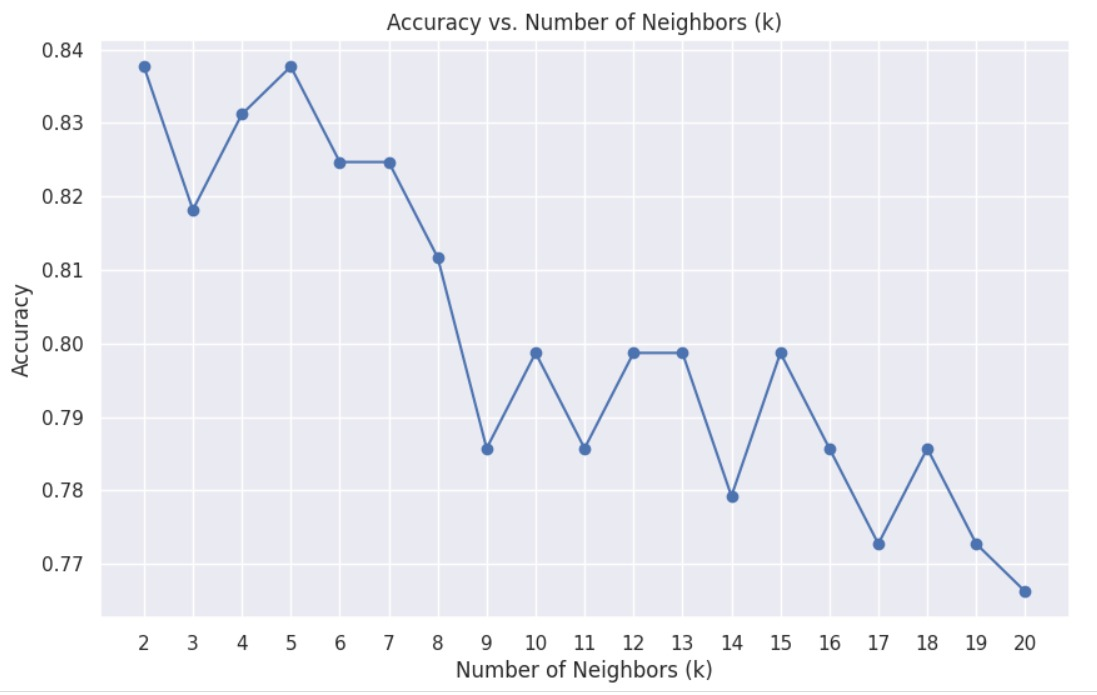 Accuracy vs. Number of Neighbors (k)
0.84
0.83
0.82
0.81
0.80
0.79
0.78
0.77
Accuracy
2 3 4 5 6 7 8 9 10 11 12 13 14 15 16 17 18 19 20
Number of Neighbors (k)